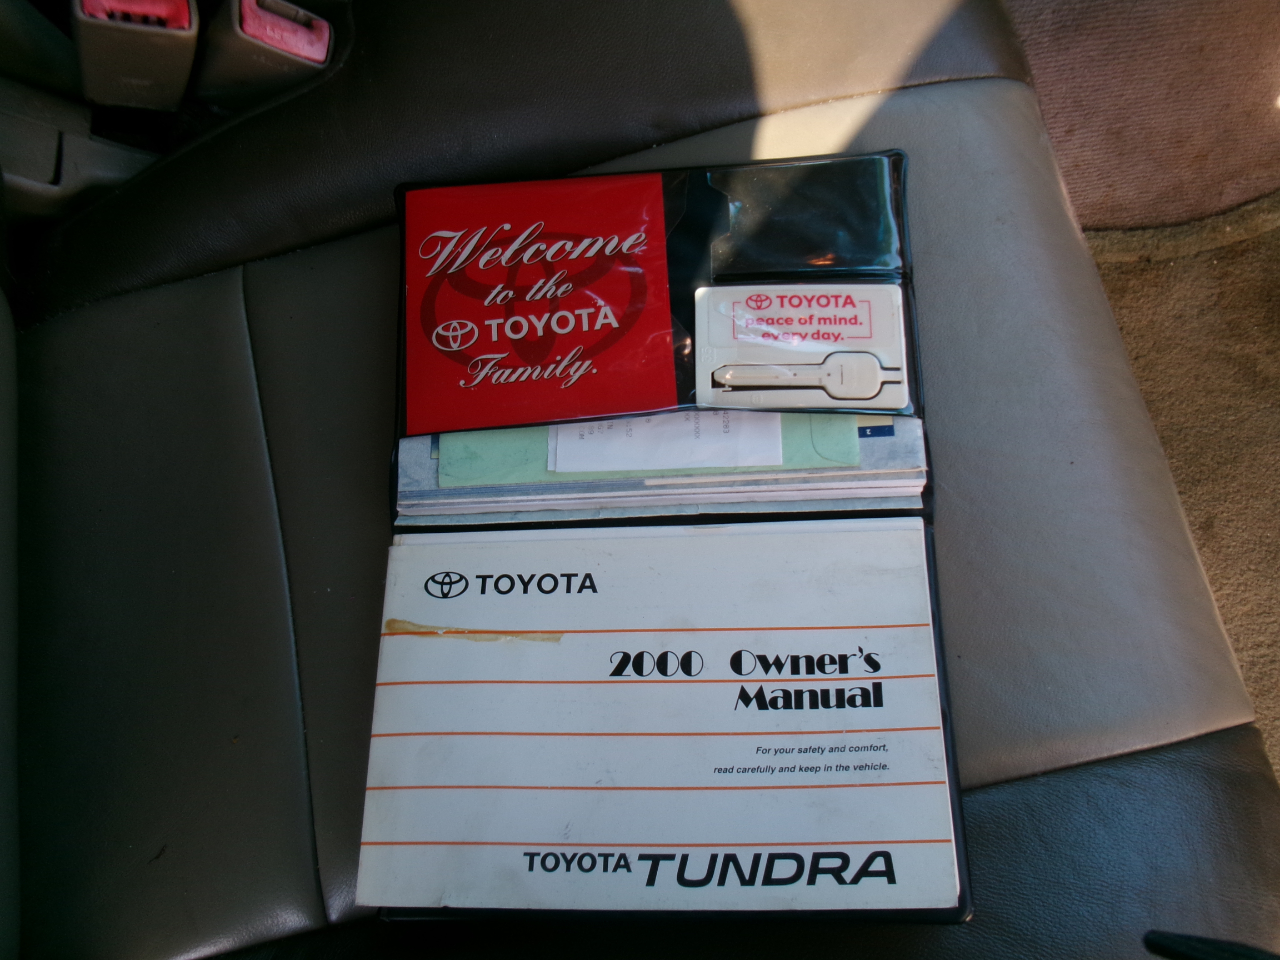 Welcome
to the
TOYOTA
Family.
TOYOTA
peace of mind.
every day.
TOYOTA
2000 Owner's
Manual
For your safety and comfort,
read carefully and keep in the vehicle.
TOYOTA TUNDRA